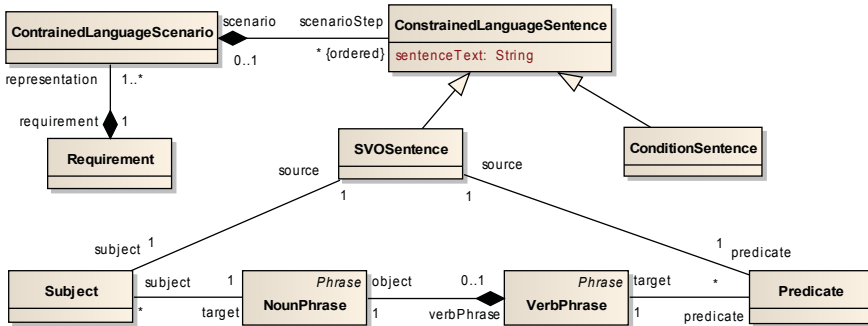 scenario
scenarioStep
ConstrainedLanguageSentence
ContrainedLanguageScenario
0..1
* {ordered}
sentenceText: String
representation
1..*
requirement
1
Requirement
SVOSentence
ConditionSentence
source
source
1
1
subject
1
1
predicate
Subject
subject
1
*
target
Phrase
NounPhrase
object
0..1
1
verbPhrase
Phrase
VerbPhrase
target
*
1
predicate
Predicate